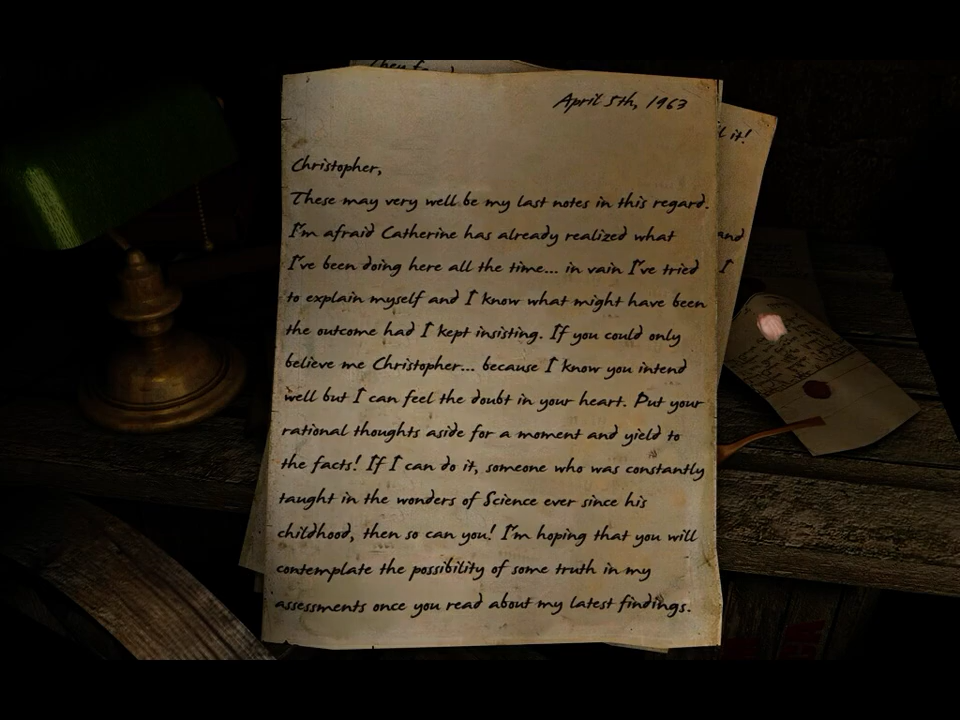 April 5th, 1963
Christopher,
These may very well be my last notes in this regard.
I'm afraid Catherine has already realized what
I've been doing here all the time... in vain I've tried
to explain myself and I know what might have been
the outcome had I kept insisting. If you could only
believe me Christopher... because I know you intend
well but I can feel the doubt in your heart. Put your
rational thoughts aside for a moment and yield to
the facts! If I can do it, someone who was constantly
taught in the wonders of Science ever since his
childhood, then so can you! I'm hoping that you will
contemplate the possibility of some truth in my
assessments once you read about my latest findings.
it!
and
I